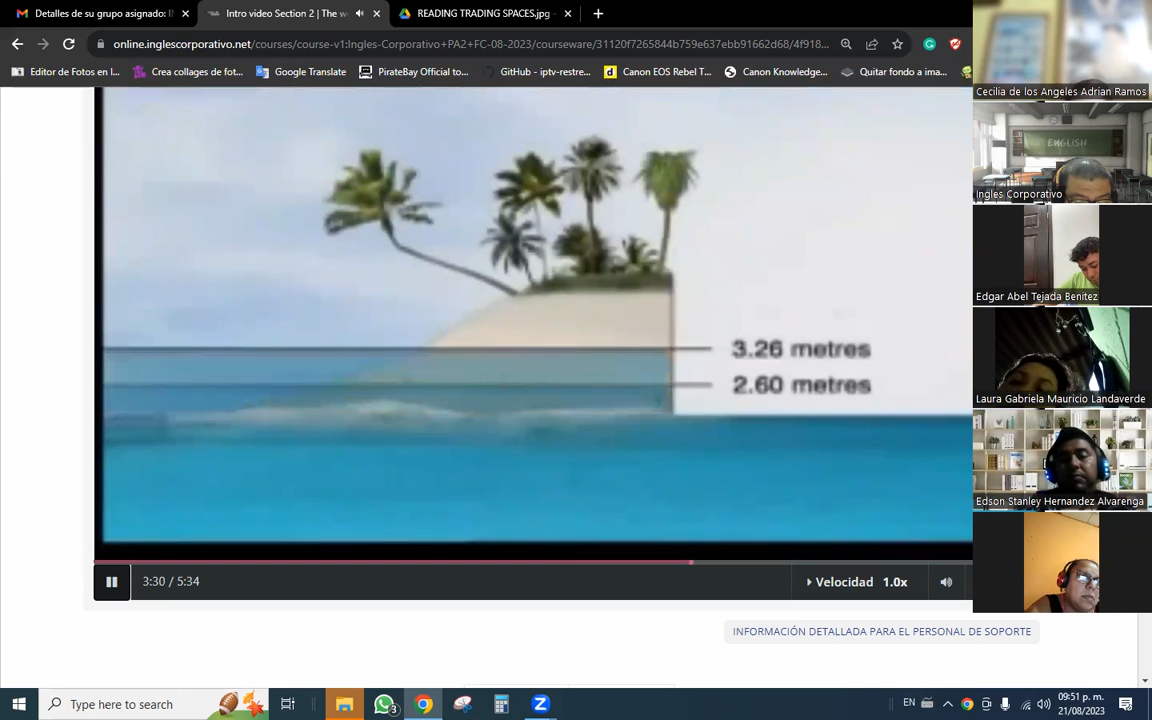 Detalles de su grupo asignado: II
Intro video Section 2 | The w
READING TRADING SPACES.jpg
online.inglescorporativo.net/courses/course-v1:Ingles-Corporativo+PA2+FC-08-2023/courseware/31120f7265844b759e637ebb91662d68/4f918...
Editor de Fotos en l...
Crea collages de fot...
Google Translate
PirateBay Official to...
GitHub - iptv-restre...
Canon EOS Rebel T...
Canon Knowledge...
Quitar fondo a ima...
Cecilia de los Angeles Adrian Ramos
ENGLISH
Ingles Corporativo
Edgar Abel Tejada Benitez
Laura Gabriela Mauricio Landaverde
Edson Stanley Hernandez Alvarenga
3.26 metres
2.60 metres
3:30 / 5:34
Velocidad 1.0x
INFORMACIÓN DETALLADA PARA EL PERSONAL DE SOPORTE
Type here to search
3
EN
09:51 p. m.
21/08/2023